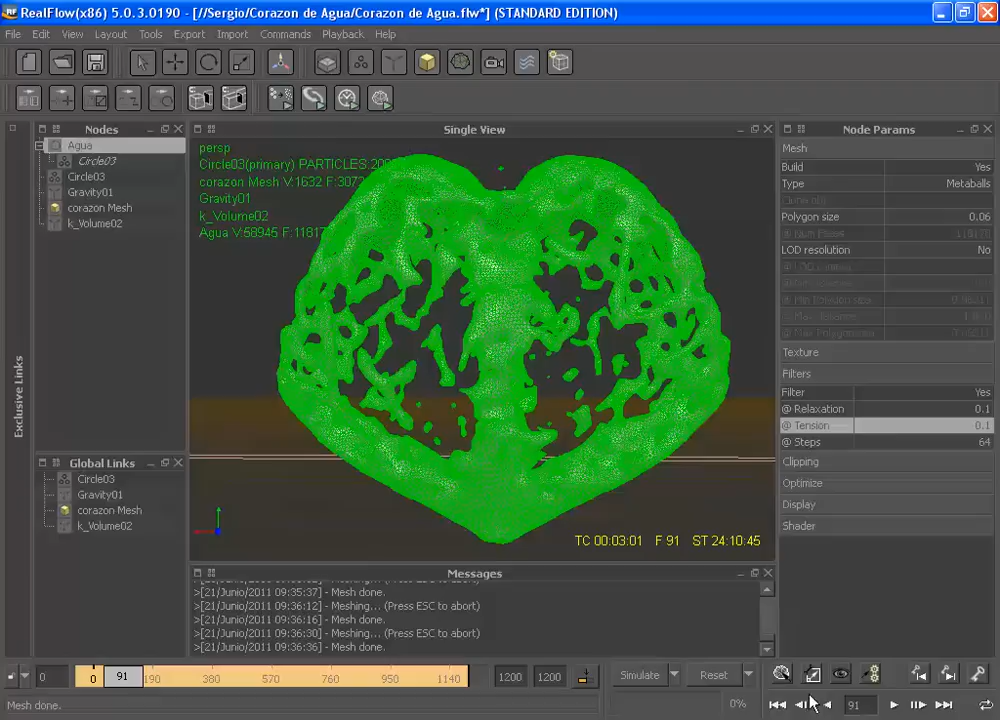 RealFlow(x86) 5.0.3.0190 - [//Sergio/Corazon de Agua/Corazon de Agua.flw*] (STANDARD EDITION)
File Edit View Layout Tools Export Import Commands Playback Help
Nodes
Agua
Circle03
Circle03
Gravity01
corazon Mesh
k_Volume02
Exclusive Links
Global Links
Circle03
Gravity01
corazon Mesh
k_Volume02
Single View
persp
Circle03(primary) PARTICLES:200
corazon Mesh V:1632 F:3072
Gravity01
k_Volume02
Agua V:58945 F:11817
TC 00:03:01 F 91 ST 24:10:45
Messages
>[21/Junio/2011 09:35:37] - Mesh done.
>[21/Junio/2011 09:36:12] - Meshing... (Press ESC to abort)
>[21/Junio/2011 09:36:16] - Mesh done.
>[21/Junio/2011 09:36:30] - Meshing... (Press ESC to abort)
>[21/Junio/2011 09:36:36] - Mesh done.
Node Params
Mesh
Build Yes
Type Metaballs
Polygon size 0.06
LOD resolution No
Texture
Filters
Filter Yes
@ Relaxation 0.1
@ Tension 0.1
@ Steps 64
Clipping
Optimize
Display
Shader
0 0 91 190 380 570 760 950 1140 1200 1200 Simulate Reset
Mesh done. 0% 91